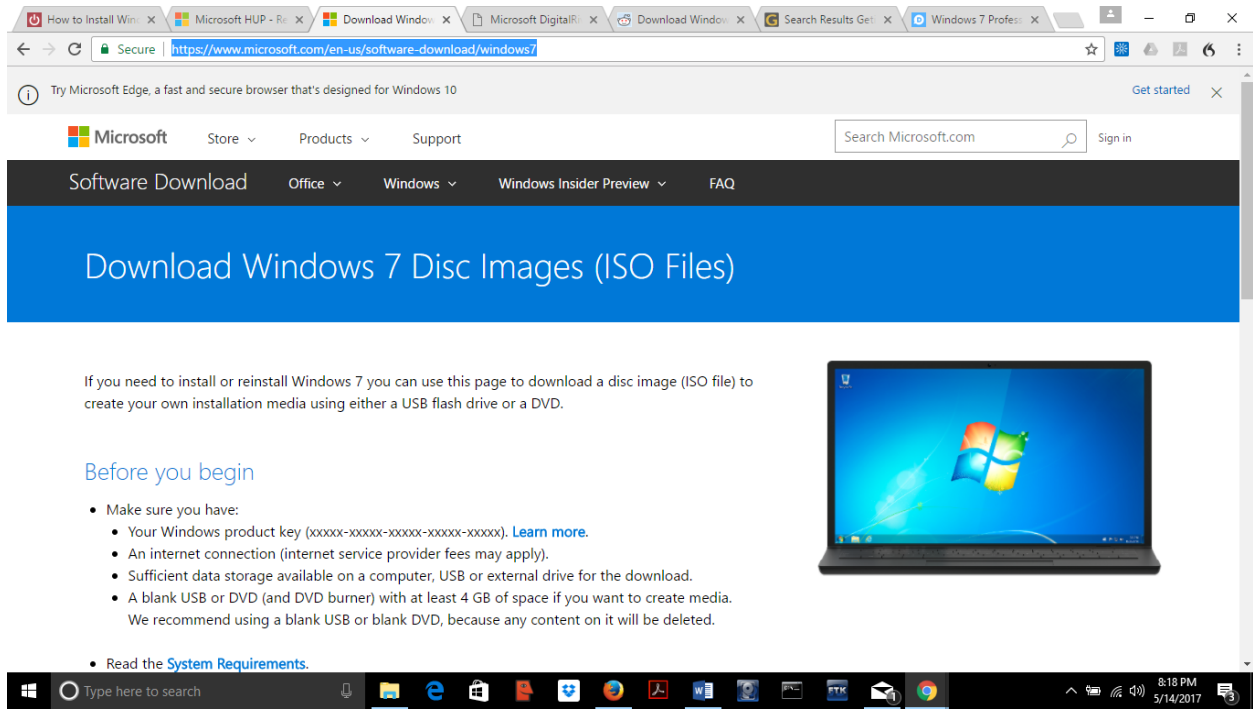 How to Install Wind
Microsoft HUP - Re
Download Window
Microsoft DigitalRi
Download Window
Search Results Geti
Windows 7 Profess
Secure
https://www.microsoft.com/en-us/software-download/windows7
Try Microsoft Edge, a fast and secure browser that's designed for Windows 10
Get started
Microsoft
Store
Products
Support
Search Microsoft.com
Sign in
Software Download
Office
Windows
Windows Insider Preview
FAQ
Download Windows 7 Disc Images (ISO Files)
If you need to install or reinstall Windows 7 you can use this page to download a disc image (ISO file) to
create your own installation media using either a USB flash drive or a DVD.
Before you begin
Make sure you have:
Your Windows product key (xxxxx-xxxxx-xxxxx-xxxxx-xxxxx). Learn more.
An internet connection (internet service provider fees may apply).
Sufficient data storage available on a computer, USB or external drive for the download.
A blank USB or DVD (and DVD burner) with at least 4 GB of space if you want to create media.
We recommend using a blank USB or blank DVD, because any content on it will be deleted.
Read the System Requirements.
Type here to search
FTK
1
8:18 PM
5/14/2017
3